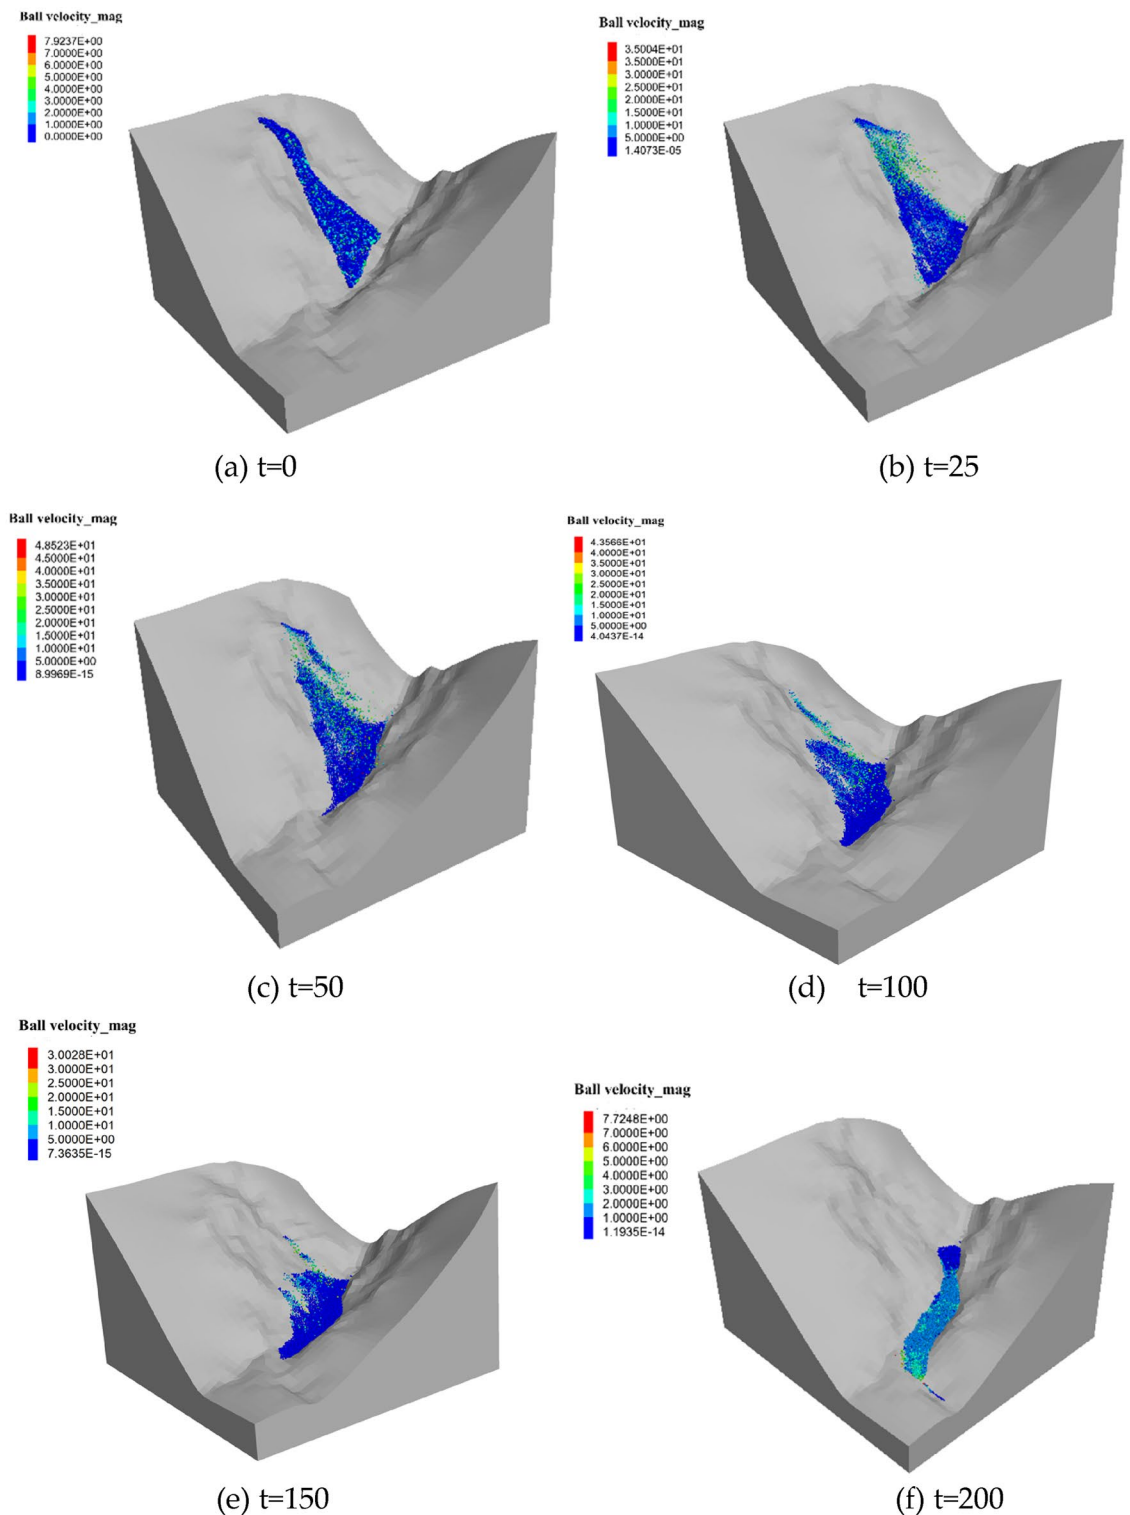 Ball velocity_mag
7.9237E+00
7.0000E+00
6.0000E+00
5.0000E+00
4.0000E+00
3.0000E+00
2.0000E+00
1.0000E+00
0.0000E+00
(a) t=0
Ball velocity_mag
3.5004E+01
3.5000E+01
3.0000E+01
2.5000E+01
2.0000E+01
1.5000E+01
1.0000E+01
5.0000E+00
1.4073E-05
(b) t=25
Ball velocity_mag
4.8523E+01
4.5000E+01
4.0000E+01
3.5000E+01
3.0000E+01
2.5000E+01
2.0000E+01
1.5000E+01
1.0000E+01
5.0000E+00
8.9969E-15
(c) t=50
Ball velocity_mag
4.3566E+01
4.0000E+01
3.5000E+01
3.0000E+01
2.5000E+01
2.0000E+01
1.5000E+01
1.0000E+01
5.0000E+00
4.0437E-14
(d) t=100
Ball velocity_mag
3.0028E+01
3.0000E+01
2.5000E+01
2.0000E+01
1.5000E+01
1.0000E+01
5.0000E+00
7.3635E-15
(e) t=150
Ball velocity_mag
7.7248E+00
7.0000E+00
6.0000E+00
5.0000E+00
4.0000E+00
3.0000E+00
2.0000E+00
1.0000E+00
1.1935E-14
(f) t=200